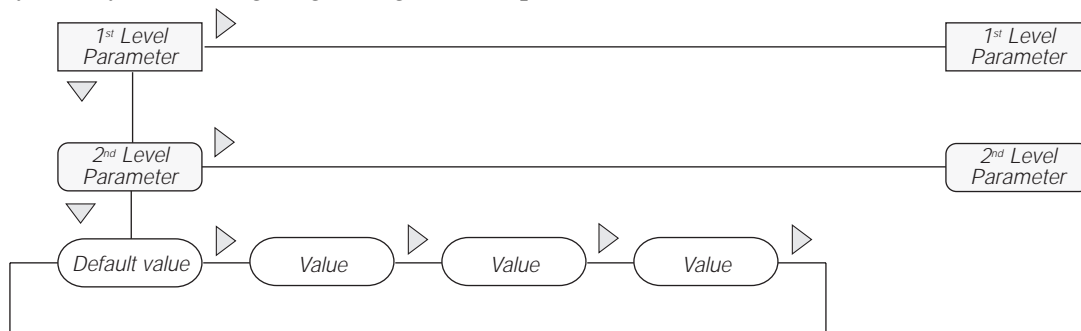 1st Level
Parameter
1st Level
Parameter
2nd Level
Parameter
2nd Level
Parameter
Default value
Value
Value
Value